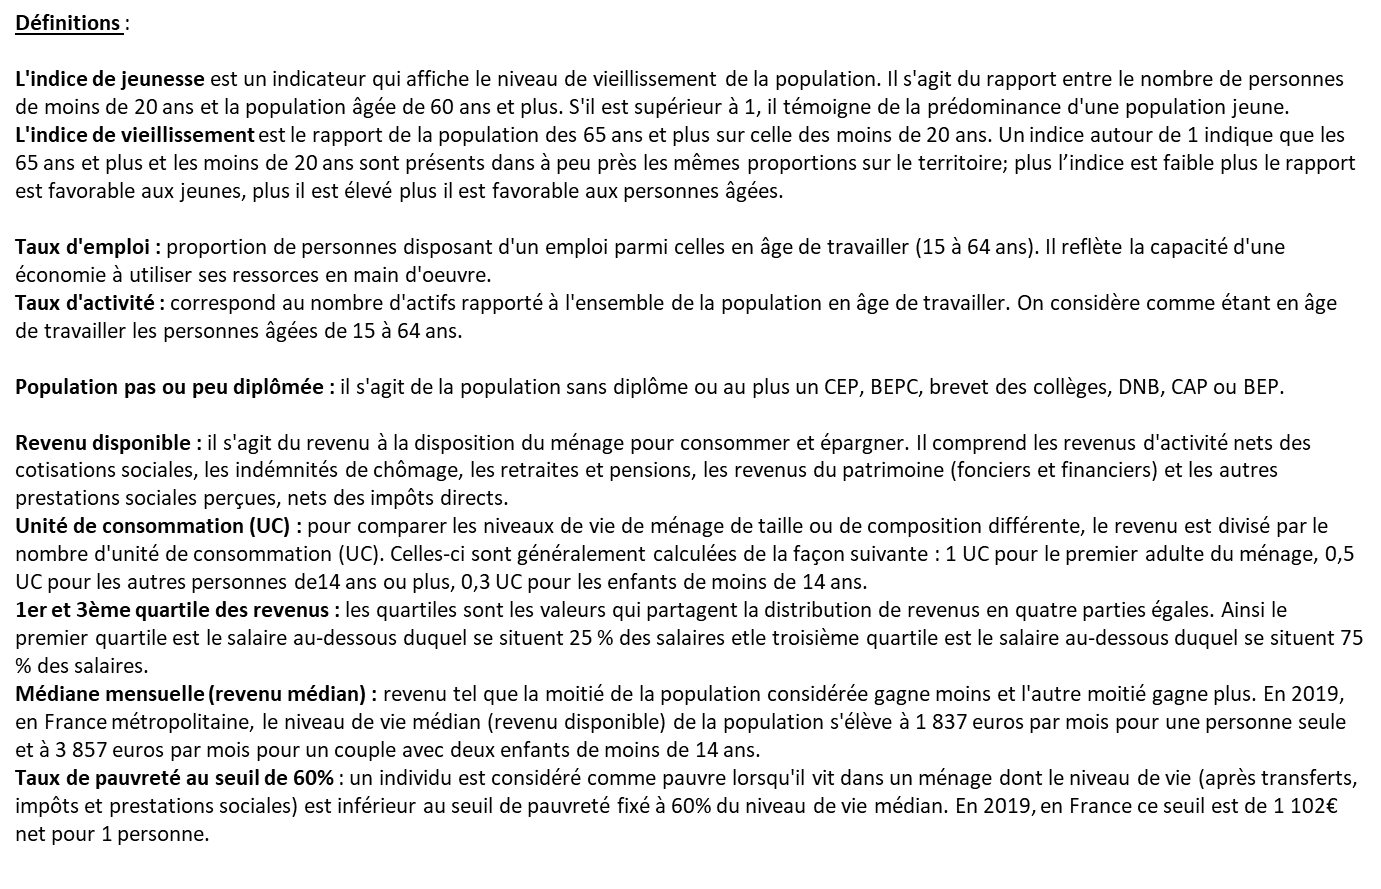 Définitions :
L'indice de jeunesse est un indicateur qui affiche le niveau de vieillissement de la population. Il s'agit du rapport entre le nombre de personnes
de moins de 20 ans et la population âgée de 60 ans et plus. S'il est supérieur à 1, il témoigne de la prédominance d'une population jeune.
L'indice de vieillissement est le rapport de la population des 65 ans et plus sur celle des moins de 20 ans. Un indice autour de 1 indique que les
65 ans et plus et les moins de 20 ans sont présents dans à peu près les mêmes proportions sur le territoire; plus l’indice est faible plus le rapport
est favorable aux jeunes, plus il est élevé plus il est favorable aux personnes âgées.
Taux d'emploi : proportion de personnes disposant d'un emploi parmi celles en âge de travailler (15 à 64 ans). Il reflète la capacité d'une
économie à utiliser ses ressorces en main d'oeuvre.
Taux d'activité : correspond au nombre d'actifs rapporté à l'ensemble de la population en âge de travailler. On considère comme étant en âge
de travailler les personnes âgées de 15 à 64 ans.
Population pas ou peu diplômée : il s'agit de la population sans diplôme ou au plus un CEP, BEPC, brevet des collèges, DNB, CAP ou BEP.
Revenu disponible : il s'agit du revenu à la disposition du ménage pour consommer et épargner. Il comprend les revenus d'activité nets des
cotisations sociales, les indémnités de chômage, les retraites et pensions, les revenus du patrimoine (fonciers et financiers) et les autres
prestations sociales perçues, nets des impôts directs.
Unité de consommation (UC) : pour comparer les niveaux de vie de ménage de taille ou de composition différente, le revenu est divisé par le
nombre d'unité de consommation (UC). Celles-ci sont généralement calculées de la façon suivante : 1 UC pour le premier adulte du ménage, 0,5
UC pour les autres personnes de14 ans ou plus, 0,3 UC pour les enfants de moins de 14 ans.
1er et 3ème quartile des revenus : les quartiles sont les valeurs qui partagent la distribution de revenus en quatre parties égales. Ainsi le
premier quartile est le salaire au-dessous duquel se situent 25 % des salaires etle troisième quartile est le salaire au-dessous duquel se situent 75
% des salaires.
Médiane mensuelle (revenu médian) : revenu tel que la moitié de la population considérée gagne moins et l'autre moitié gagne plus. En 2019,
en France métropolitaine, le niveau de vie médian (revenu disponible) de la population s'élève à 1 837 euros par mois pour une personne seule
et à 3 857 euros par mois pour un couple avec deux enfants de moins de 14 ans.
Taux de pauvreté au seuil de 60% : un individu est considéré comme pauvre lorsqu'il vit dans un ménage dont le niveau de vie (après transferts,
impôts et prestations sociales) est inférieur au seuil de pauvreté fixé à 60% du niveau de vie médian. En 2019, en France ce seuil est de 1 102€
net pour 1 personne.